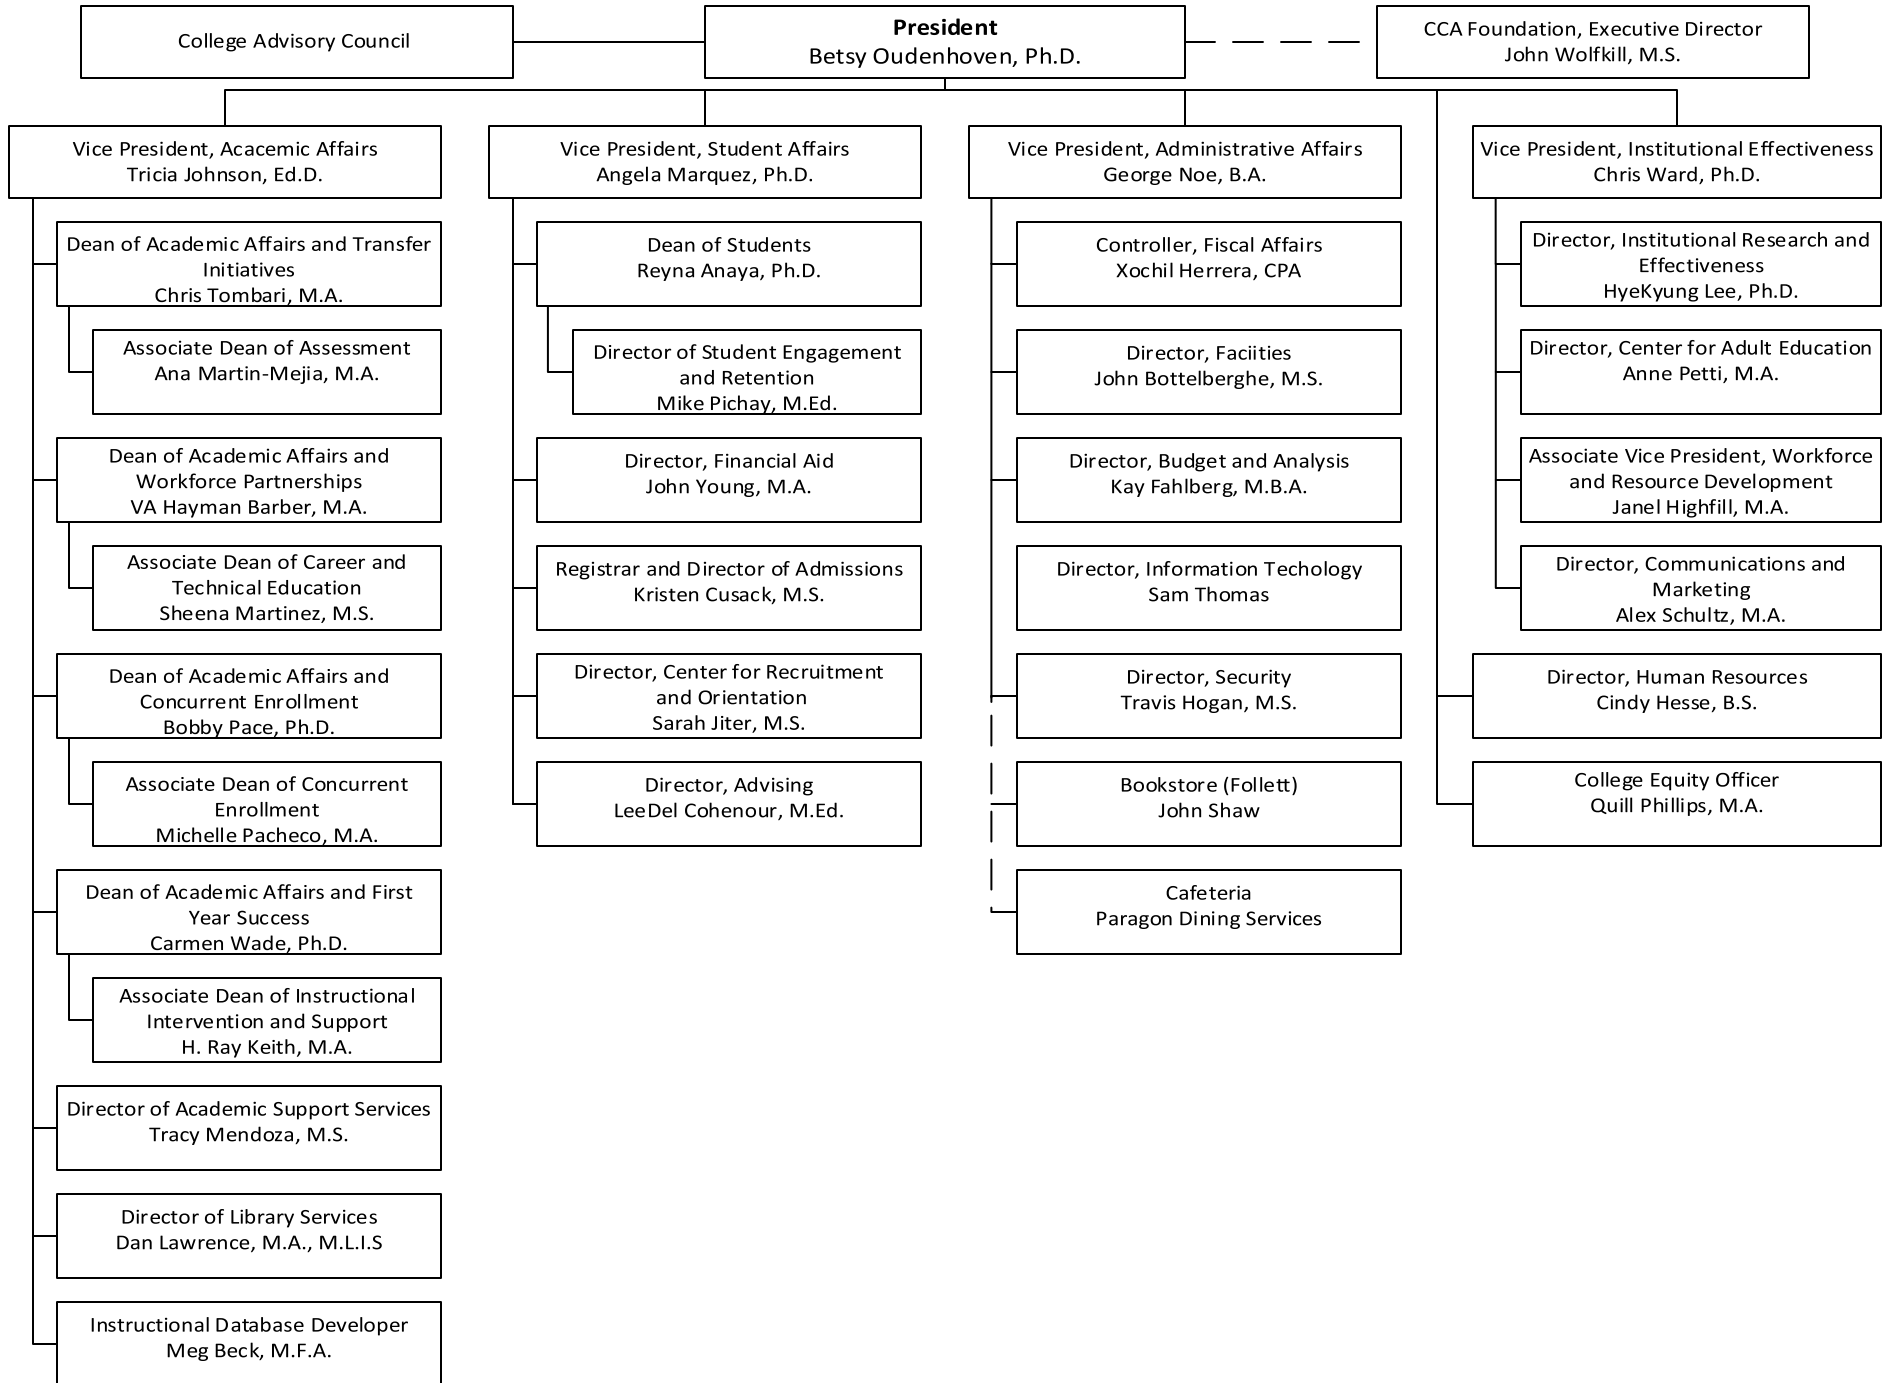 College Advisory Council
President
Betsy Oudenhoven, Ph.D.
CCA Foundation, Executive Director
John Wolfkill, M.S.
Vice President, Acacemic Affairs
Tricia Johnson, Ed.D.
Dean of Academic Affairs and Transfer
Initiatives
Chris Tombari, M.A.
Associate Dean of Assessment
Ana Martin-Mejia, M.A.
Dean of Academic Affairs and
Workforce Partnerships
VA Hayman Barber, M.A.
Associate Dean of Career and
Technical Education
Sheena Martinez, M.S.
Dean of Academic Affairs and
Concurrent Enrollment
Bobby Pace, Ph.D.
Associate Dean of Concurrent
Enrollment
Michelle Pacheco, M.A.
Dean of Academic Affairs and First
Year Success
Carmen Wade, Ph.D.
Associate Dean of Instructional
Intervention and Support
H. Ray Keith, M.A.
Director of Academic Support Services
Tracy Mendoza, M.S.
Director of Library Services
Dan Lawrence, M.A., M.L.I.S
Instructional Database Developer
Meg Beck, M.F.A.
Vice President, Student Affairs
Angela Marquez, Ph.D.
Dean of Students
Reyna Anaya, Ph.D.
Director of Student Engagement
and Retention
Mike Pichay, M.Ed.
Director, Financial Aid
John Young, M.A.
Registrar and Director of Admissions
Kristen Cusack, M.S.
Director, Center for Recruitment
and Orientation
Sarah Jiter, M.S.
Director, Advising
LeeDel Cohenour, M.Ed.
Vice President, Administrative Affairs
George Noe, B.A.
Controller, Fiscal Affairs
Xochil Herrera, CPA
Director, Faciities
John Bottelberghe, M.S.
Director, Budget and Analysis
Kay Fahlberg, M.B.A.
Director, Information Techology
Sam Thomas
Director, Security
Travis Hogan, M.S.
Bookstore (Follett)
John Shaw
Cafeteria
Paragon Dining Services
Vice President, Institutional Effectiveness
Chris Ward, Ph.D.
Director, Institutional Research and
Effectiveness
HyeKyung Lee, Ph.D.
Director, Center for Adult Education
Anne Petti, M.A.
Associate Vice President, Workforce
and Resource Development
Janel Highfill, M.A.
Director, Communications and
Marketing
Alex Schultz, M.A.
Director, Human Resources
Cindy Hesse, B.S.
College Equity Officer
Quill Phillips, M.A.